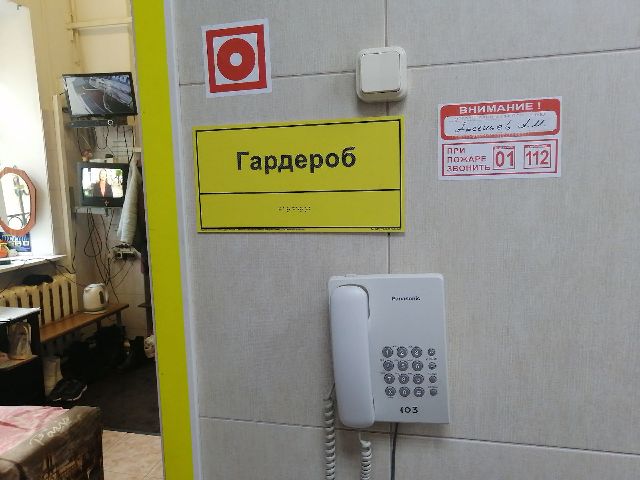 Гардероб
ВНИМАНИЕ !
ПРИ
ПОЖАРЕ
ЗВОНИТЬ
01 112
Panasonic
403